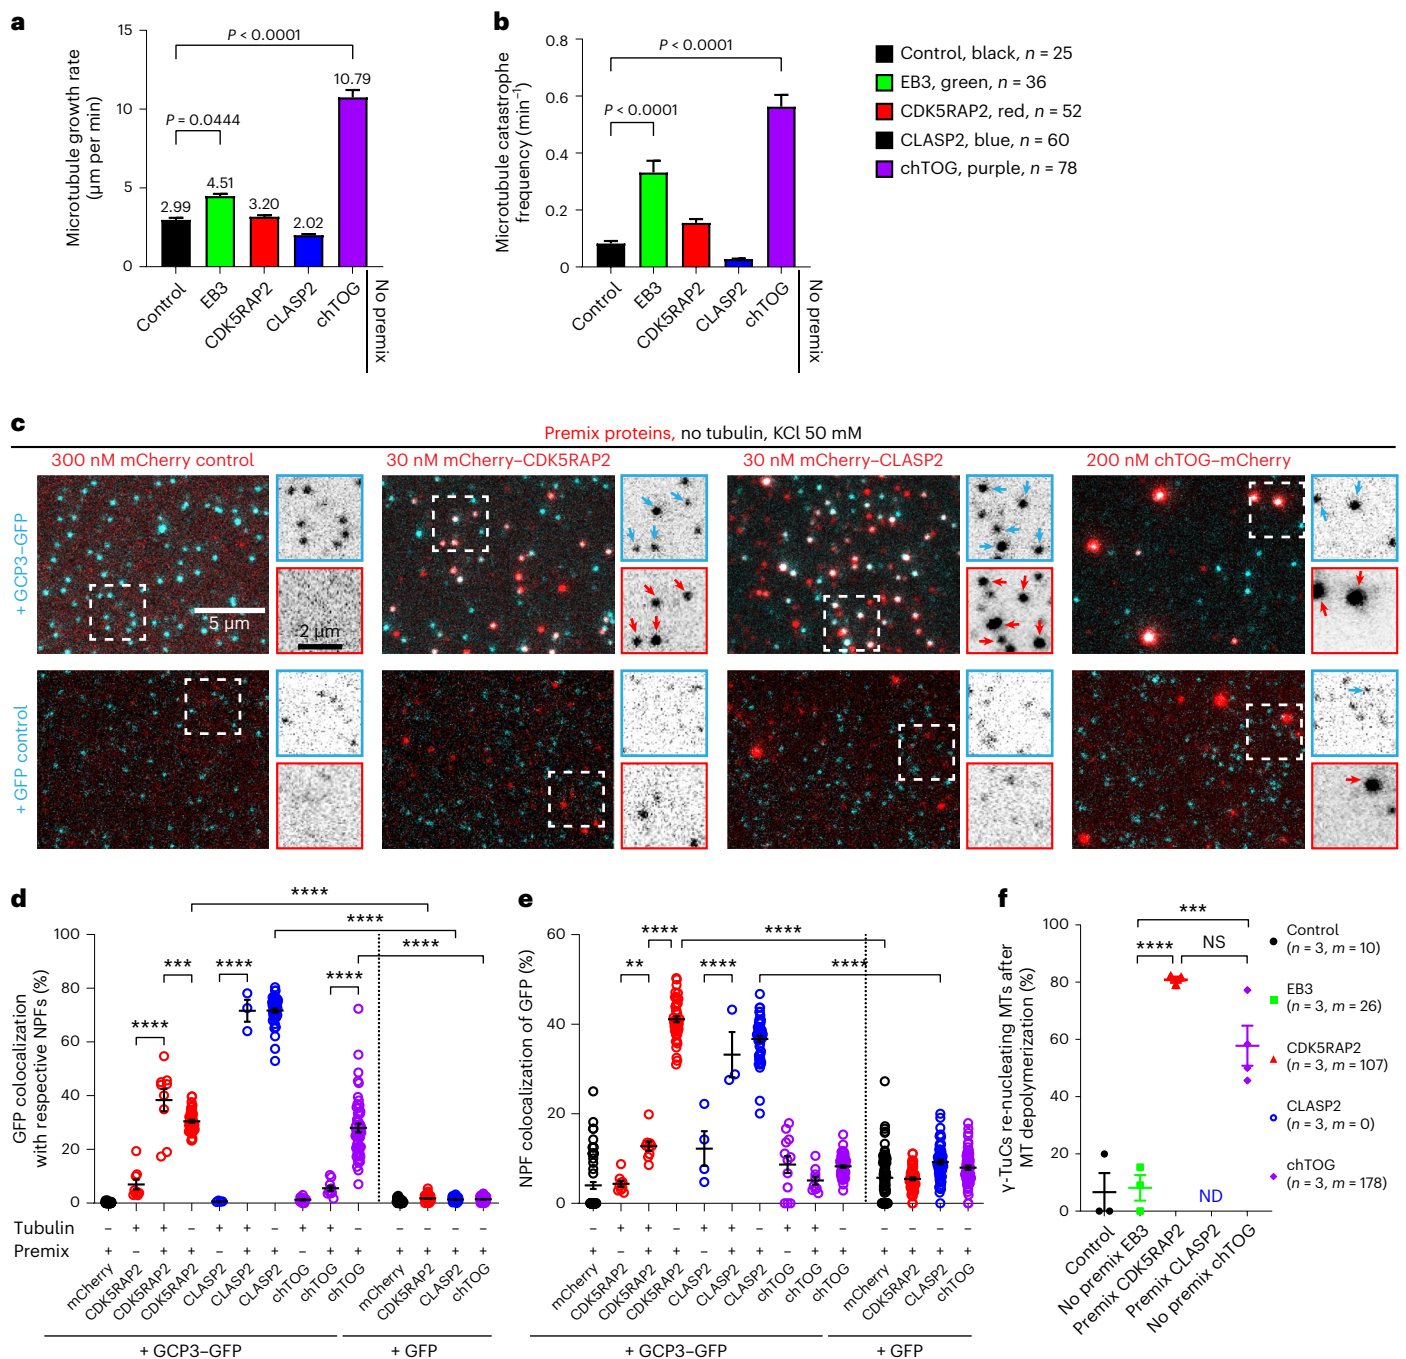 a
Microtubule growth rate
(µm per min)
15
10
5
0
P < 0.0001
P = 0.0444
2.99
4.51
3.20
2.02
10.79
Control
EB3
CDK5RAP2
CLASP2
chTOG
No premix
b
Microtubule catastrophe
frequency (min⁻¹)
0.8
0.6
0.4
0.2
0
P < 0.0001
P < 0.0001
Control
EB3
CDK5RAP2
CLASP2
chTOG
No premix
Control, black, n = 25
EB3, green, n = 36
CDK5RAP2, red, n = 52
CLASP2, blue, n = 60
chTOG, purple, n = 78
c
Premix proteins, no tubulin, KCl 50 mM
300 nM mCherry control
30 nM mCherry–CDK5RAP2
30 nM mCherry–CLASP2
200 nM chTOG–mCherry
+ GCP3–GFP
5 µm
2 µm
+ GFP control
d
GFP colocalization
with respective NPFs (%)
100
80
60
40
20
0
****
****
****
****
***
****
****
Tubulin
– + + – + + – – + – – – – –
Premix
+ – + + – + + – + + + + + +
mCherry
CDK5RAP2
CDK5RAP2
CDK5RAP2
CLASP2
CLASP2
CLASP2
chTOG
chTOG
chTOG
mCherry
CDK5RAP2
CLASP2
chTOG
+ GCP3–GFP
+ GFP
e
NPF colocalization of GFP (%)
60
40
20
0
**
****
****
****
****
– + + – + + – – + – – – – –
+ – + + – + + – + + + + + +
mCherry
CDK5RAP2
CDK5RAP2
CDK5RAP2
CLASP2
CLASP2
CLASP2
chTOG
chTOG
chTOG
mCherry
CDK5RAP2
CLASP2
chTOG
+ GCP3–GFP
+ GFP
f
γ-TuCs re-nucleating MTs after
MT depolymerization (%)
100
80
60
40
20
0
***
****
NS
ND
Control
No premix EB3
Premix CDK5RAP2
Premix CLASP2
No premix chTOG
Control
(n = 3, m = 10)
EB3
(n = 3, m = 26)
CDK5RAP2
(n = 3, m = 107)
CLASP2
(n = 3, m = 0)
chTOG
(n = 3, m = 178)